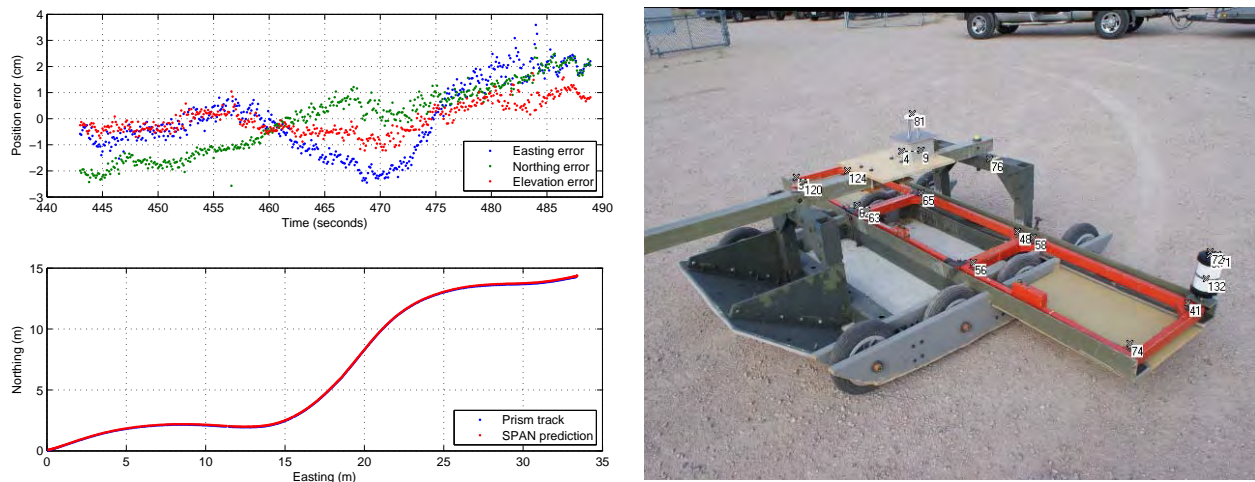 4
3
2
1
0
−1
−2
−3
Position error (cm)
Easting error
Northing error
Elevation error
440 445 450 455 460 465 470 475 480 485 490
Time (seconds)
15
10
5
0
Northing (m)
Prism track
SPAN prediction
0 5 10 15 20 25 30 35
Easting (m)
81
4 9
76
124
120
65
63
48
58
56
72
132
41
74